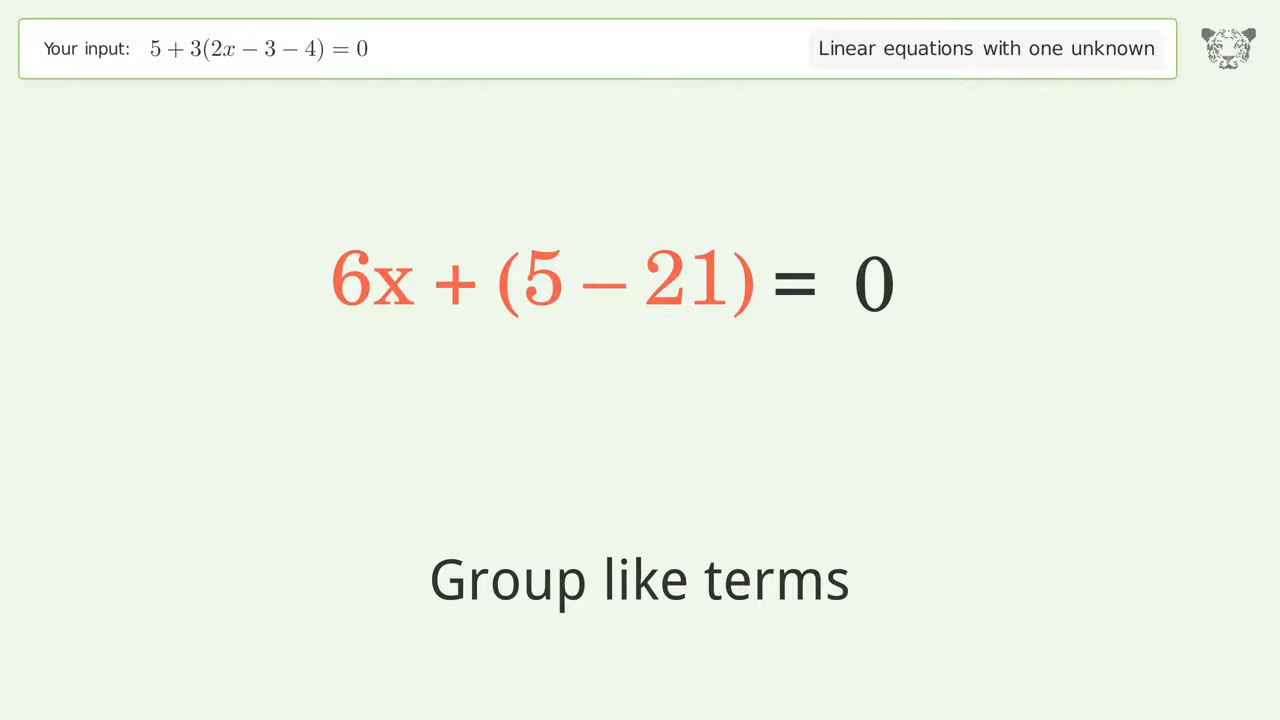 Your input: 5 + 3(2x − 3 − 4) = 0
Linear equations with one unknown
6x + (5 − 21) = 0
Group like terms